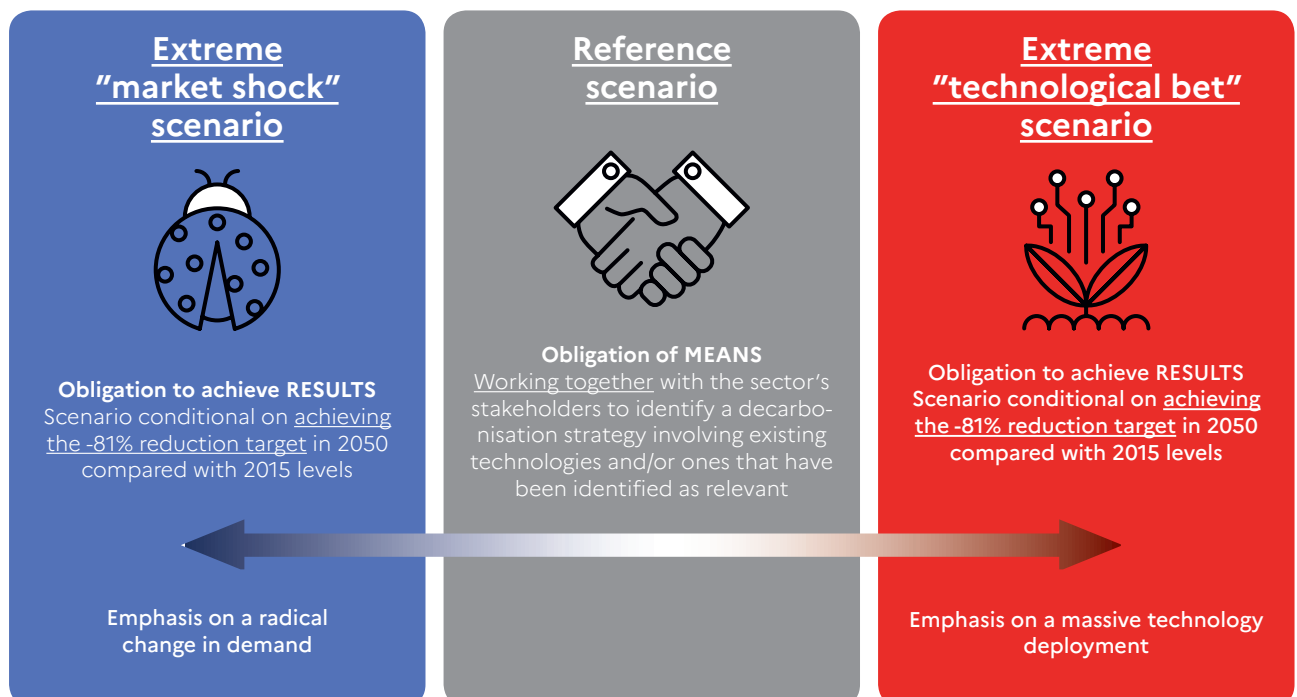 Extreme
"market shock"
scenario
Obligation to achieve RESULTS
Scenario conditional on achieving
the -81% reduction target in 2050
compared with 2015 levels
Emphasis on a radical
change in demand
Reference
scenario
Obligation of MEANS
Working together with the sector's
stakeholders to identify a decarbo-
nisation strategy involving existing
technologies and/or ones that have
been identified as relevant
Extreme
"technological bet"
scenario
Obligation to achieve RESULTS
Scenario conditional on achieving
the -81% reduction target in 2050
compared with 2015 levels
Emphasis on a massive technology
deployment